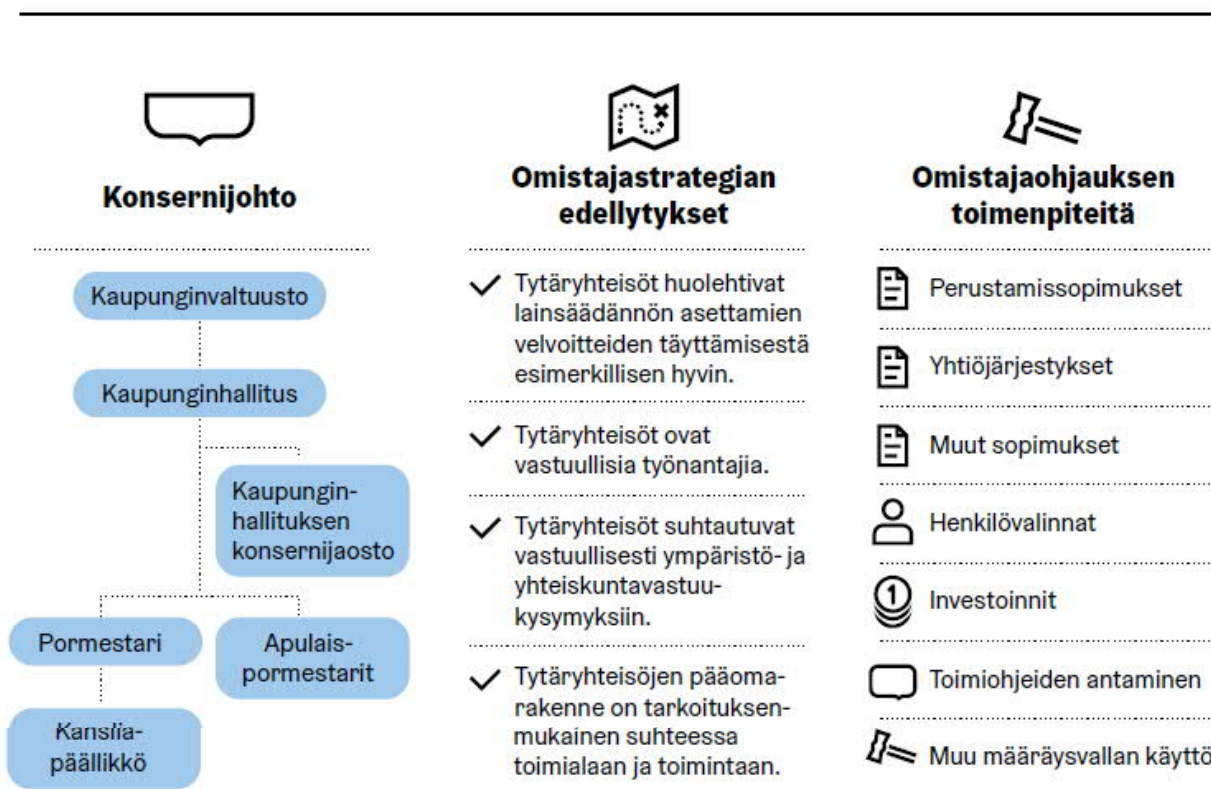 Konsernijohto
Kaupunginvaltuusto
Kaupunginhallitus
Kaupungin-
hallituksen
konsernijaosto
Pormestari
Apulais-
pormestarit
Kanslia-
päällikkö
Omistajastrategian
edellytykset
Tytäryhteisöt huolehtivat
lainsäädännön asettamien
velvoitteiden täyttämisestä
esimerkillisen hyvin.
Tytäryhteisöt ovat
vastuullisia työnantajia.
Tytäryhteisöt suhtautuvat
vastuullisesti ympäristö- ja
yhteiskuntavastuu-
kysymyksiin.
Tytäryhteisöjen pääoma-
rakenne on tarkoituksen-
mukainen suhteessa
toimialaan ja toimintaan.
Omistajaohjauksen
toimenpiteitä
Perustamissopimukset
Yhtiöjärjestykset
Muut sopimukset
Henkilövalinnat
1
Investoinnit
Toimiohjeiden antaminen
Muu määräysvallan käyttö